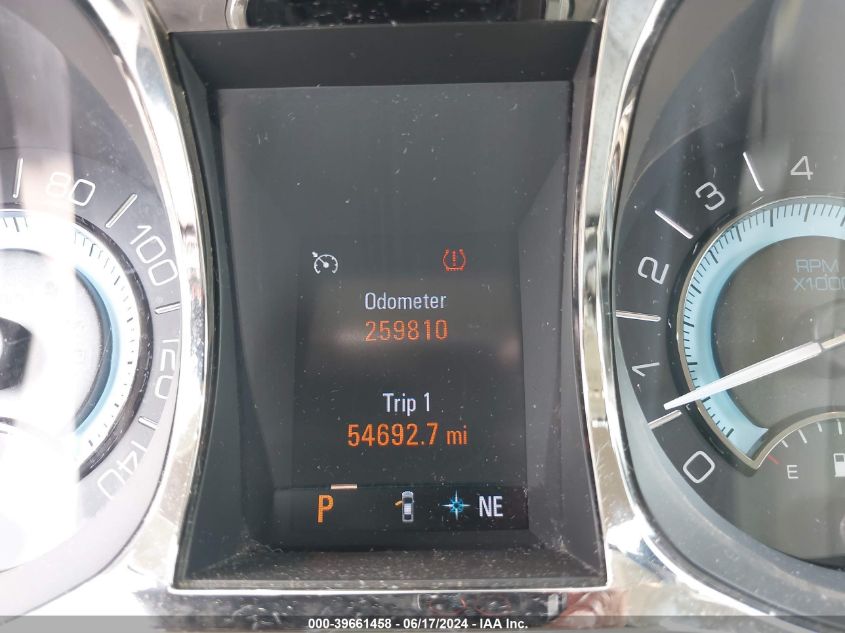 80
100
120
140
Odometer
259810
Trip 1
54692.7 mi
P
NE
4
3
2
1
0
RPM
X1000
E
000-39661458 - 06/17/2024 - IAA Inc.